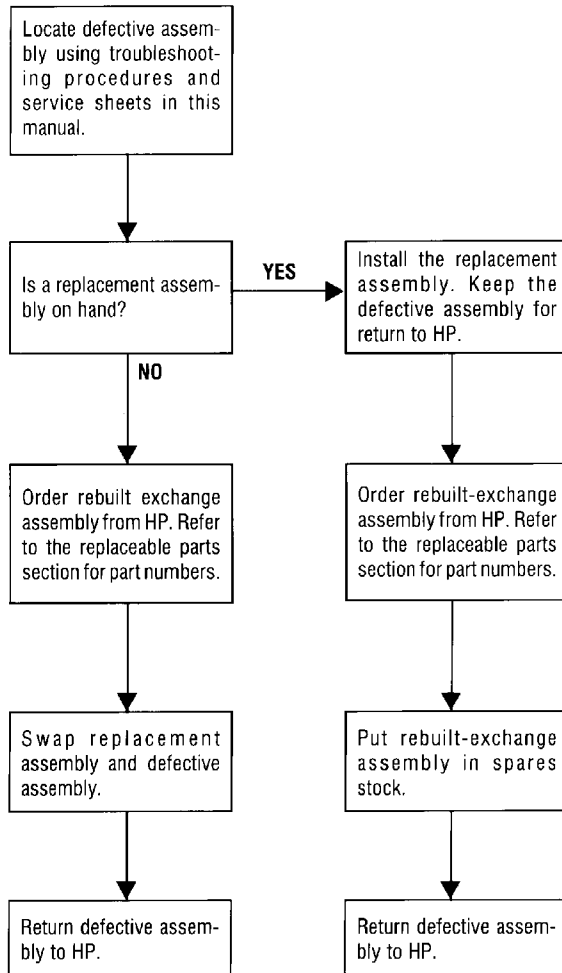 Locate defective assem-
bly using troubleshoot-
ing procedures and
service sheets in this
manual.
Is a replacement assem-
bly on hand?
YES
Install the replacement
assembly. Keep the
defective assembly for
return to HP.
NO
Order rebuilt exchange
assembly from HP. Refer
to the replaceable parts
section for part numbers.
Order rebuilt-exchange
assembly from HP. Refer
to the replaceable parts
section for part numbers.
Swap replacement
assembly and defective
assembly.
Put rebuilt-exchange
assembly in spares
stock.
Return defective assem-
bly to HP.
Return defective assem-
bly to HP.